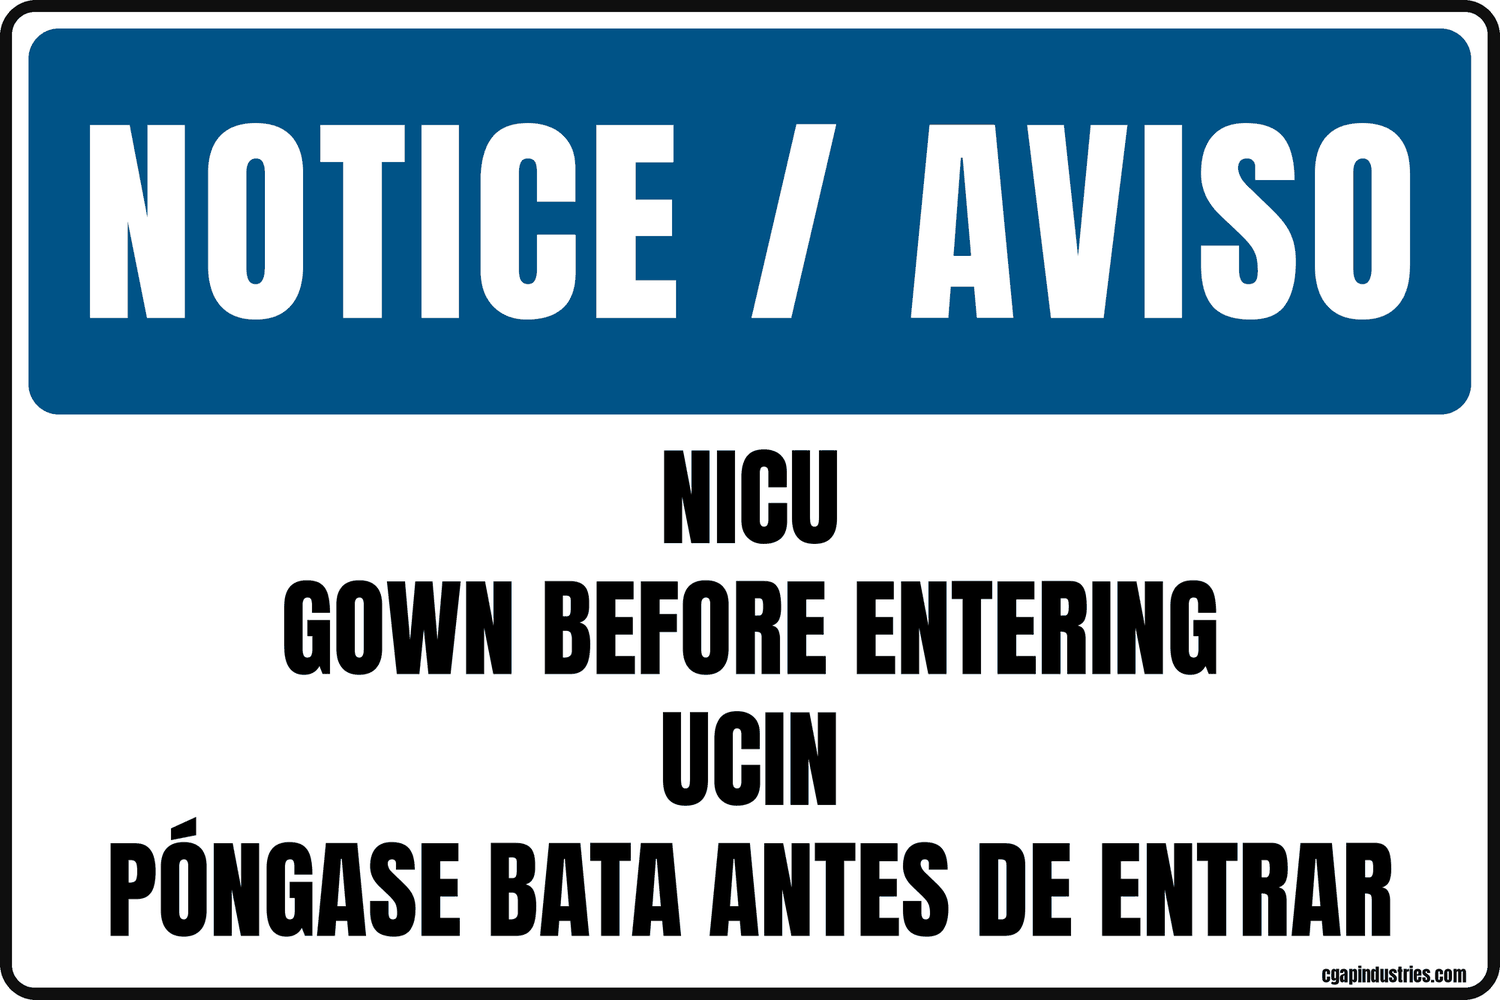 NOTICE / AVISO
NICU
GOWN BEFORE ENTERING
UCIN
PÓNGASE BATA ANTES DE ENTRAR
cgapindustries.com